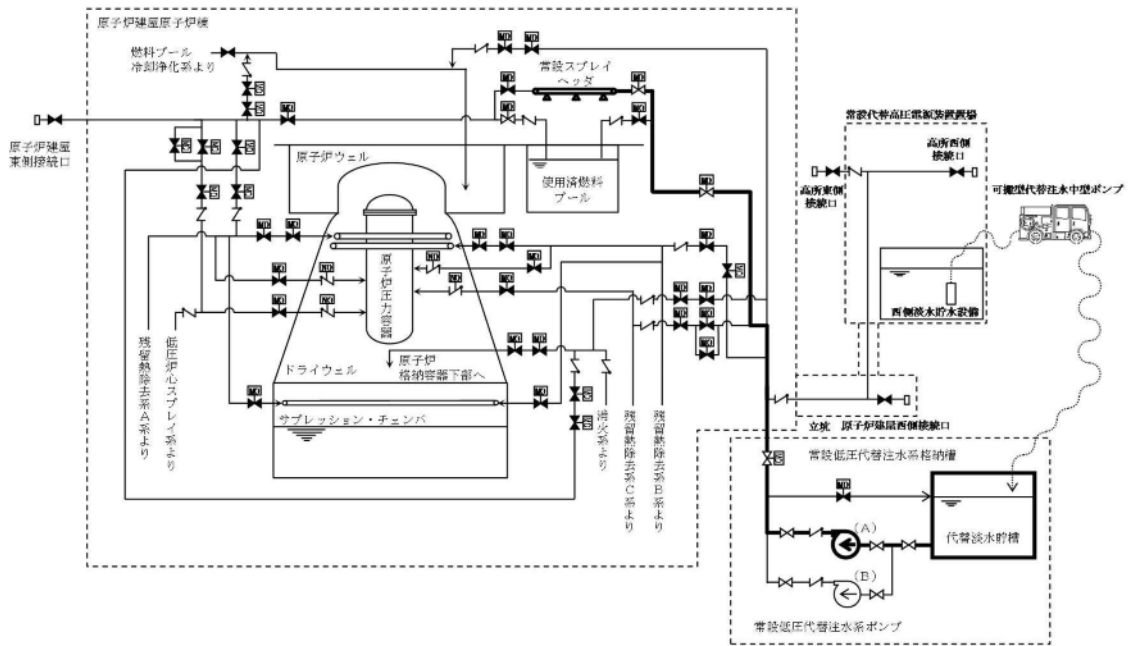 原子炉建屋原子炉棟
燃料プール
冷却浄化系より
常設スプレイ
ヘッダ
原子炉建屋
東側接続口
原子炉ウェル
使用済燃料
プール
常設代替高圧電源装置置場
高所西側
接続口
高所東側
接続口
可搬型代替注水中型ポンプ
西側淡水貯水設備
原子炉圧力容器
原子炉
格納容器下部へ
ドライウェル
サプレッション・チェンバ
残留熱除去系A系より
低圧炉心スプレイ系より
消火系より
残留熱除去系C系より
残留熱除去系B系より
立坑
原子炉建屋西側接続口
常設低圧代替注水系格納槽
代替淡水貯槽
(A)
(B)
常設低圧代替注水系ポンプ